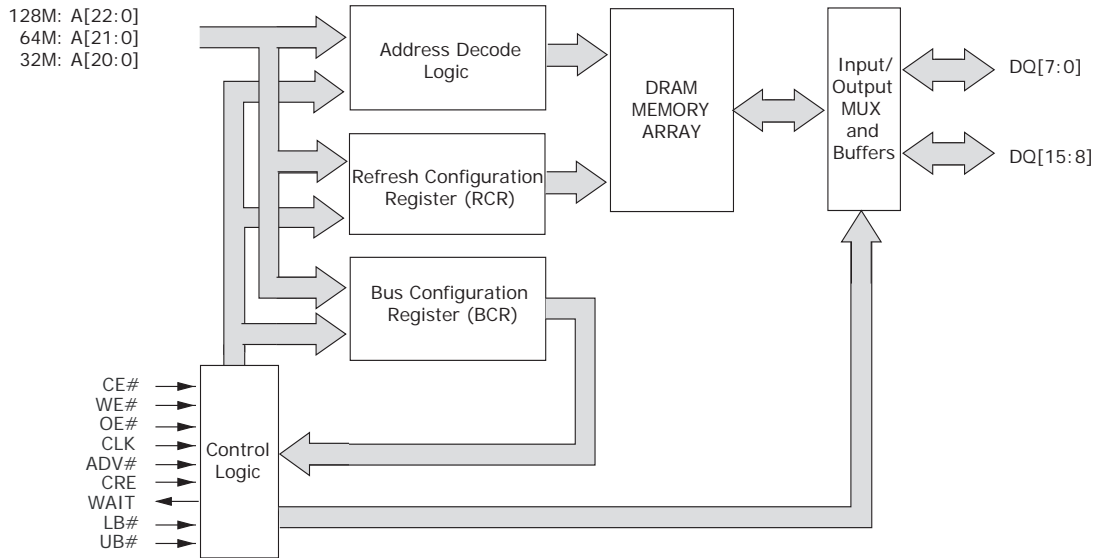 128M: A[22:0]
64M: A[21:0]
32M: A[20:0]
Address Decode
Logic
DRAM
MEMORY
ARRAY
Input/
Output
MUX
and
Buffers
DQ[7:0]
DQ[15:8]
Refresh Configuration
Register (RCR)
Bus Configuration
Register (BCR)
CE#
WE#
OE#
CLK
ADV#
CRE
WAIT
LB#
UB#
Control
Logic